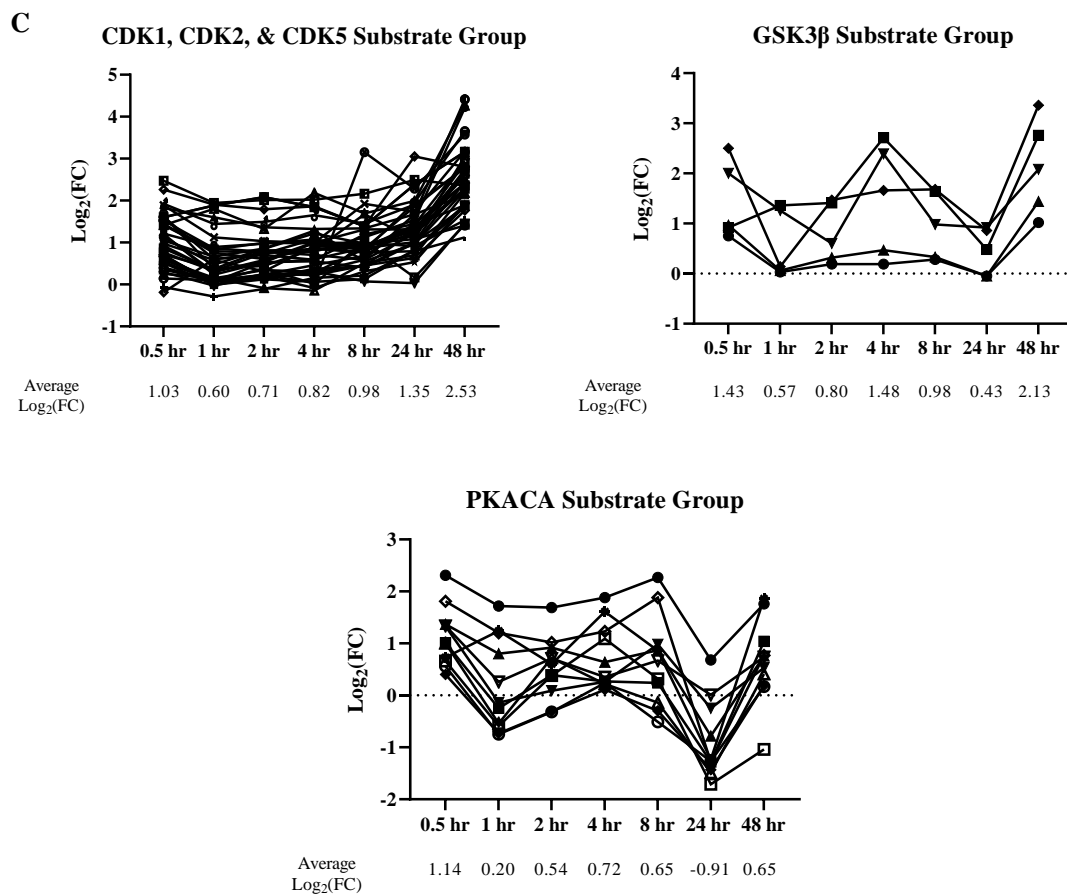 C
CDK1, CDK2, & CDK5 Substrate Group
5
4
3
2
1
0
-1
Log2(FC)
0.5 hr 1 hr 2 hr 4 hr 8 hr 24 hr 48 hr
Average
Log2(FC)
1.03 0.60 0.71 0.82 0.98 1.35 2.53
GSK3β Substrate Group
4
3
2
1
0
-1
Log2(FC)
0.5 hr 1 hr 2 hr 4 hr 8 hr 24 hr 48 hr
Average
Log2(FC)
1.43 0.57 0.80 1.48 0.98 0.43 2.13
PKACA Substrate Group
3
2
1
0
-1
-2
Log2(FC)
0.5 hr 1 hr 2 hr 4 hr 8 hr 24 hr 48 hr
Average
Log2(FC)
1.14 0.20 0.54 0.72 0.65 -0.91 0.65